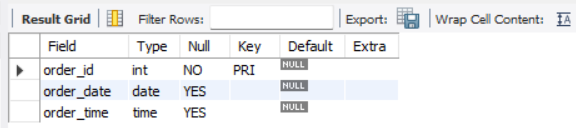 Result Grid Filter Rows: Export: Wrap Cell Content: IA
Field Type Null Key Default Extra
order_id int NO PRI NULL
order_date date YES NULL
order_time time YES NULL